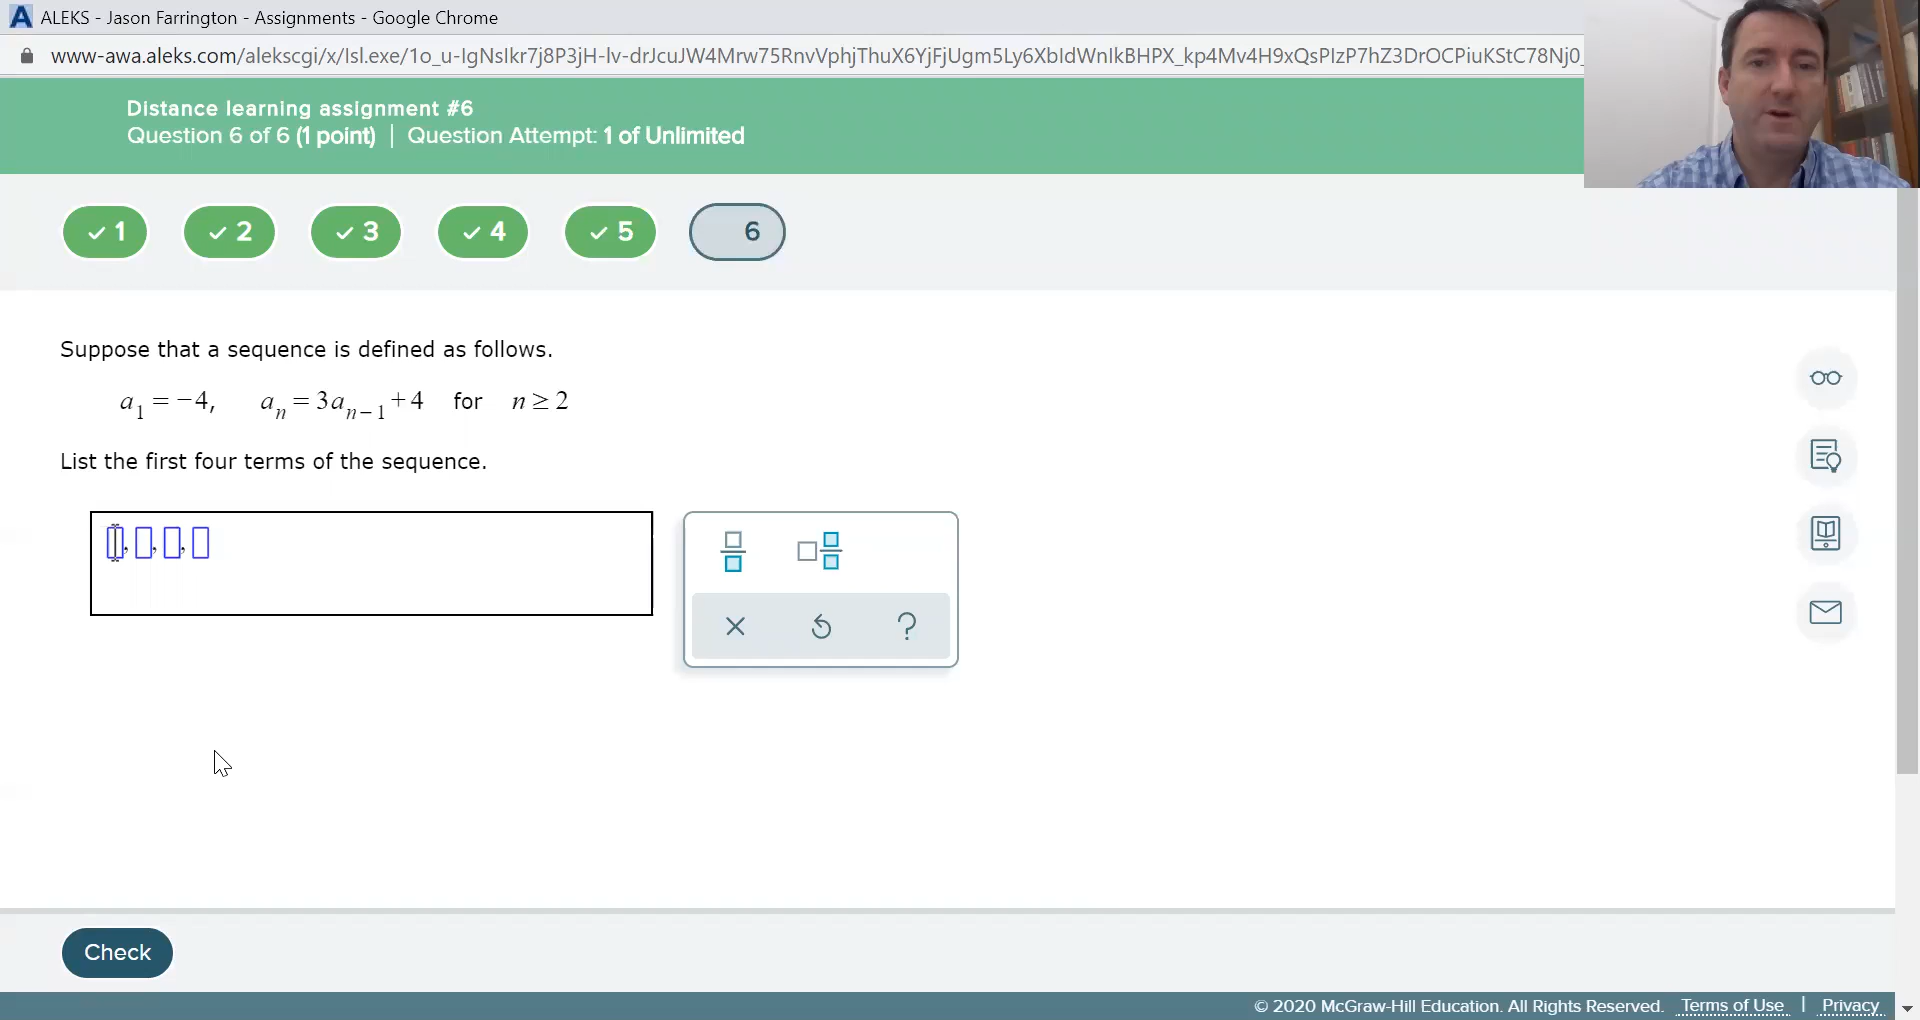 ALEKS - Jason Farrington - Assignments - Google Chrome
www-awa.aleks.com/alekscgi/x/Isl.exe/1o_u-IgNsIkr7j8P3jH-lv-drJcuJW4Mrw75RnvVphjThuX6YjFjUgm5Ly6XbIdWnIkBHPX_kp4Mv4H9xQsPIzP7hZ3DrOCPiuKStC78Nj0_
Distance learning assignment #6
Question 6 of 6 (1 point) | Question Attempt: 1 of Unlimited
✓ 1 ✓ 2 ✓ 3 ✓ 4 ✓ 5 6
Suppose that a sequence is defined as follows.
a₁ = −4, aₙ = 3aₙ₋₁ + 4 for n ≥ 2
List the first four terms of the sequence.
□, □, □, □
?
Check
© 2020 McGraw-Hill Education. All Rights Reserved. Terms of Use | Privacy